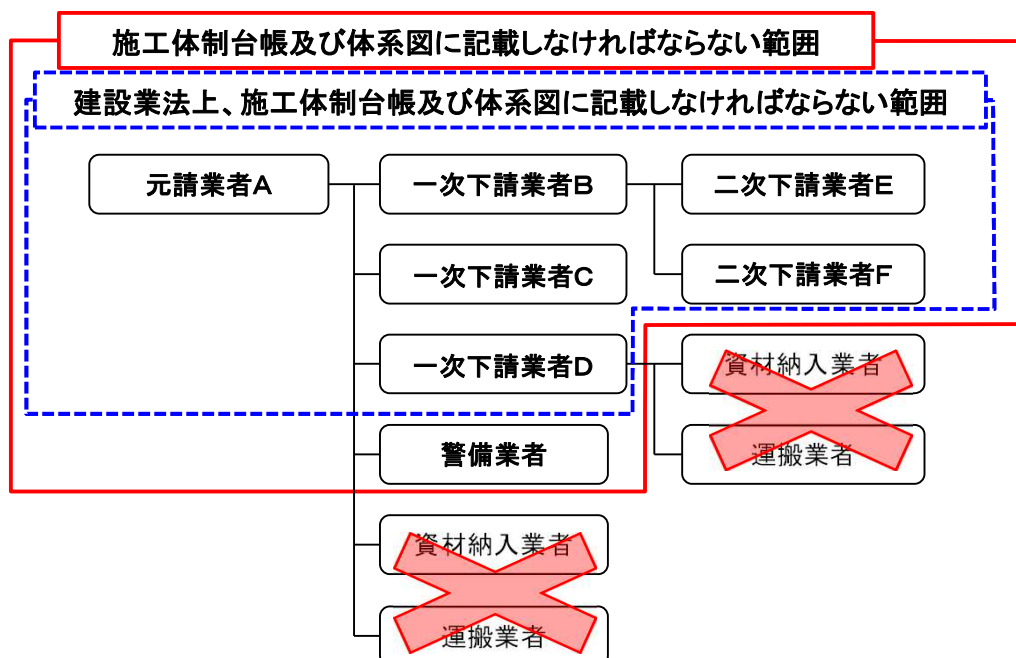 施工体制台帳及び体系図に記載しなければならない範囲
建設業法上、施工体制台帳及び体系図に記載しなければならない範囲
元請業者A
一次下請業者B
二次下請業者E
一次下請業者C
二次下請業者F
一次下請業者D
資材納入業者
警備業者
運搬業者
資材納入業者
運搬業者